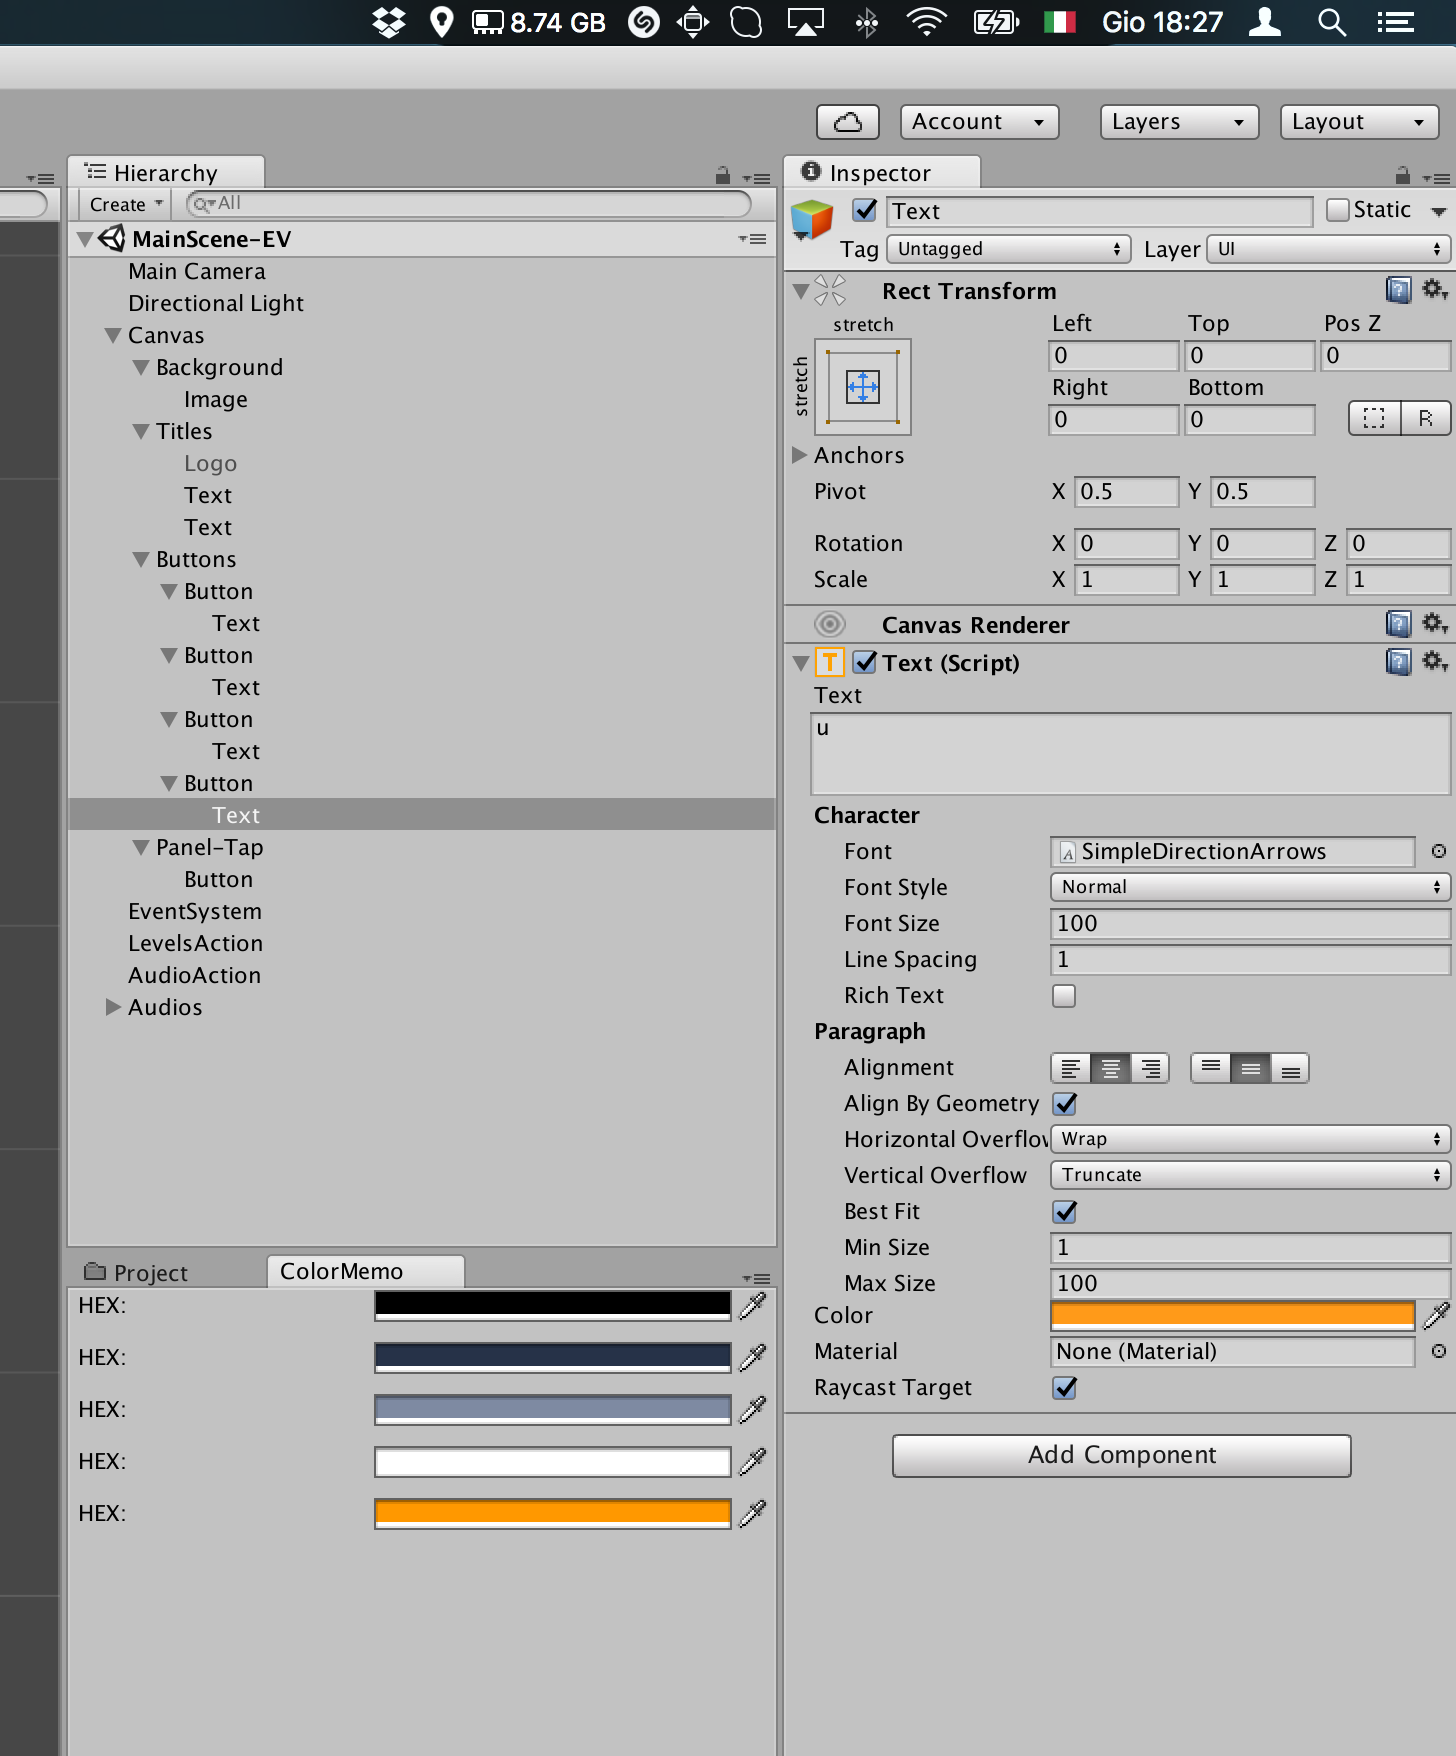 8.74 GB
Gio 18:27
Account
Layers
Layout
Hierarchy
Create
All
MainScene-EV
Main Camera
Directional Light
Canvas
Background
Image
Titles
Logo
Text
Text
Buttons
Button
Text
Button
Text
Button
Text
Button
Text
Panel-Tap
Button
EventSystem
LevelsAction
AudioAction
Audios
Project
ColorMemo
HEX:
HEX:
HEX:
HEX:
HEX:
Inspector
Text
Static
Tag Untagged Layer UI
Rect Transform
stretch
stretch
Left Top Pos Z
0 0 0
Right Bottom
0 0
R
Anchors
Pivot X 0.5 Y 0.5
Rotation X 0 Y 0 Z 0
Scale X 1 Y 1 Z 1
Canvas Renderer
T Text (Script)
Text
u
Character
Font A SimpleDirectionArrows
Font Style Normal
Font Size 100
Line Spacing 1
Rich Text
Paragraph
Alignment
Align By Geometry
Horizontal Overflow Wrap
Vertical Overflow Truncate
Best Fit
Min Size 1
Max Size 100
Color
Material None (Material)
Raycast Target
Add Component